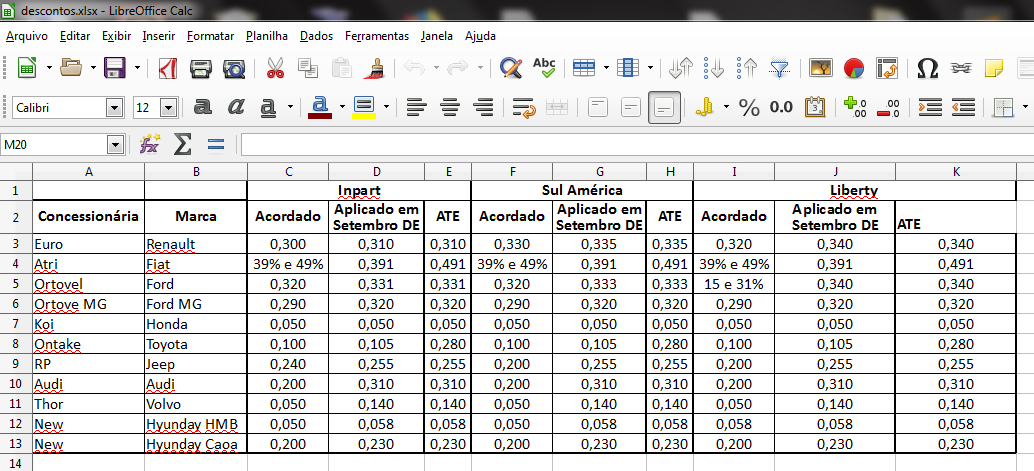 descontos.xlsx - LibreOffice Calc
Arquivo Editar Exibir Inserir Formatar Planilha Dados Ferramentas Janela Ajuda
Abc
Calibri 12 a a a a % 0.0 .00 .00
M20 fx Σ =
A B C D E F G H I J K
1 Inpart Sul América Liberty
2 Concessionária Marca Acordado Aplicado em Setembro DE ATE Acordado Aplicado em Setembro DE ATE Acordado Aplicado em Setembro DE ATE
3 Euro Renault 0,300 0,310 0,310 0,330 0,335 0,335 0,320 0,340 0,340
4 Atri Fiat 39% e 49% 0,391 0,491 39% e 49% 0,391 0,491 39% e 49% 0,391 0,491
5 Ortovel Ford 0,320 0,331 0,331 0,320 0,333 0,333 15 e 31% 0,340 0,340
6 Ortove MG Ford MG 0,290 0,320 0,320 0,290 0,320 0,320 0,290 0,320 0,320
7 Koi Honda 0,050 0,050 0,050 0,050 0,050 0,050 0,050 0,050 0,050
8 Ontake Toyota 0,100 0,105 0,280 0,100 0,105 0,280 0,100 0,105 0,280
9 RP Jeep 0,240 0,255 0,255 0,200 0,255 0,255 0,200 0,255 0,255
10 Audi Audi 0,200 0,310 0,310 0,200 0,310 0,310 0,200 0,310 0,310
11 Thor Volvo 0,050 0,140 0,140 0,050 0,140 0,140 0,050 0,140 0,140
12 New Hyunday HMB 0,050 0,058 0,058 0,050 0,058 0,058 0,058 0,058 0,058
13 New Hyunday Caoa 0,200 0,230 0,230 0,200 0,230 0,230 0,200 0,230 0,230
14